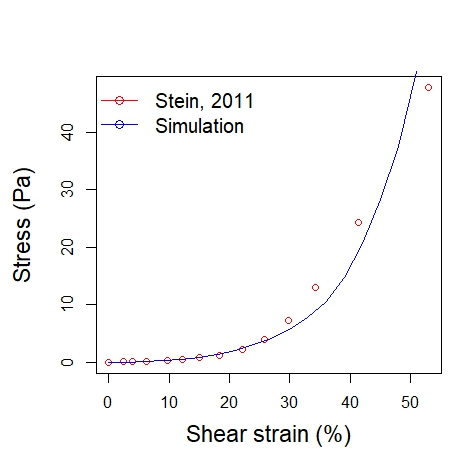 Stein, 2011
Simulation
Stress (Pa)
40
30
20
10
0
0 10 20 30 40 50
Shear strain (%)